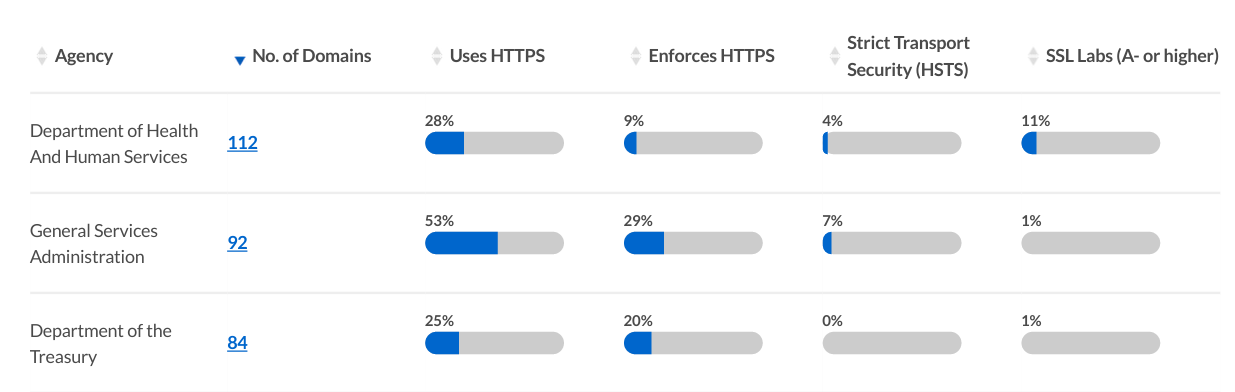 Agency
No. of Domains
Uses HTTPS
Enforces HTTPS
Strict Transport
Security (HSTS)
SSL Labs (A- or higher)
Department of Health
And Human Services
112
28%
9%
4%
11%
General Services
Administration
92
53%
29%
7%
1%
Department of the
Treasury
84
25%
20%
0%
1%